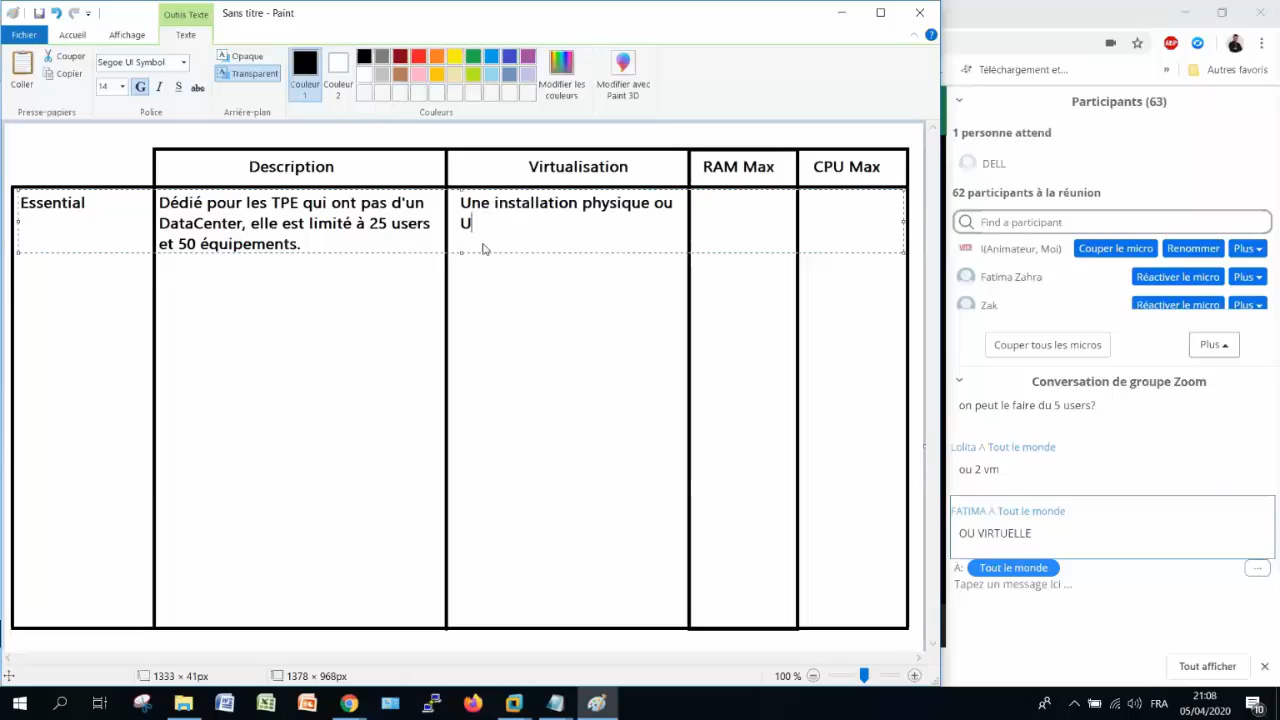 Outils Texte
Sans titre - Paint
Fichier
Accueil
Affichage
Texte
Coller
Couper
Copier
Presse-papiers
Segoe UI Symbol
14
G I S abc
Police
Opaque
Transparent
Arrière-plan
Couleur 1
Couleur 2
Modifier les couleurs
Modifier avec Paint 3D
Couleurs
Description
Virtualisation
RAM Max
CPU Max
Essential
Dédié pour les TPE qui ont pas d'un
DataCenter, elle est limité à 25 users
et 50 équipements.
Une installation physique ou
U
1333 × 41px
1378 × 968px
100 %
Téléchargement et...
»
Autres favoris
Participants (63)
1 personne attend
DELL
62 participants à la réunion
Find a participant
I(Animateur, Moi)
Couper le micro
Renommer
Plus
Fatima Zahra
Réactiver le micro
Plus
Zak
Réactiver le micro
Plus
Couper tous les micros
Plus
Conversation de groupe Zoom
on peut le faire du 5 users?
Lolita A Tout le monde
ou 2 vm
FATIMA A Tout le monde
OU VIRTUELLE
À:
Tout le monde
...
Tapez un message ici ...
Tout afficher
FRA
21:08
05/04/2020
10